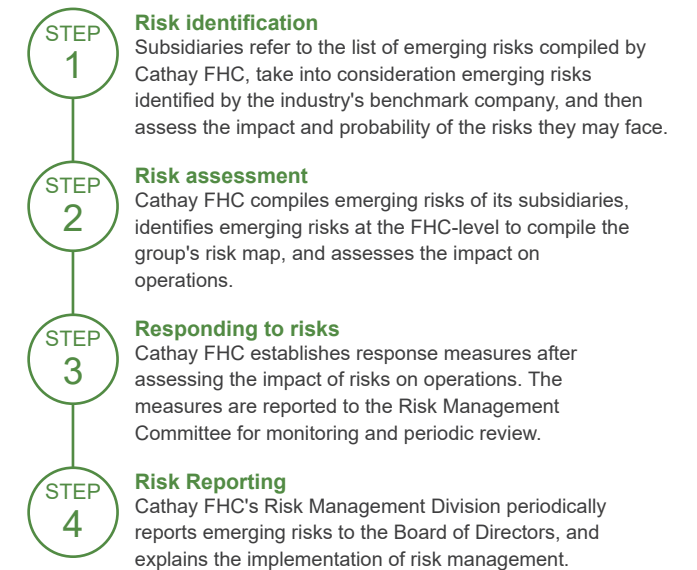 STEP
1
Risk identification
Subsidiaries refer to the list of emerging risks compiled by
Cathay FHC, take into consideration emerging risks
identified by the industry's benchmark company, and then
assess the impact and probability of the risks they may face.
STEP
2
Risk assessment
Cathay FHC compiles emerging risks of its subsidiaries,
identifies emerging risks at the FHC-level to compile the
group's risk map, and assesses the impact on
operations.
STEP
3
Responding to risks
Cathay FHC establishes response measures after
assessing the impact of risks on operations. The
measures are reported to the Risk Management
Committee for monitoring and periodic review.
STEP
4
Risk Reporting
Cathay FHC's Risk Management Division periodically
reports emerging risks to the Board of Directors, and
explains the implementation of risk management.